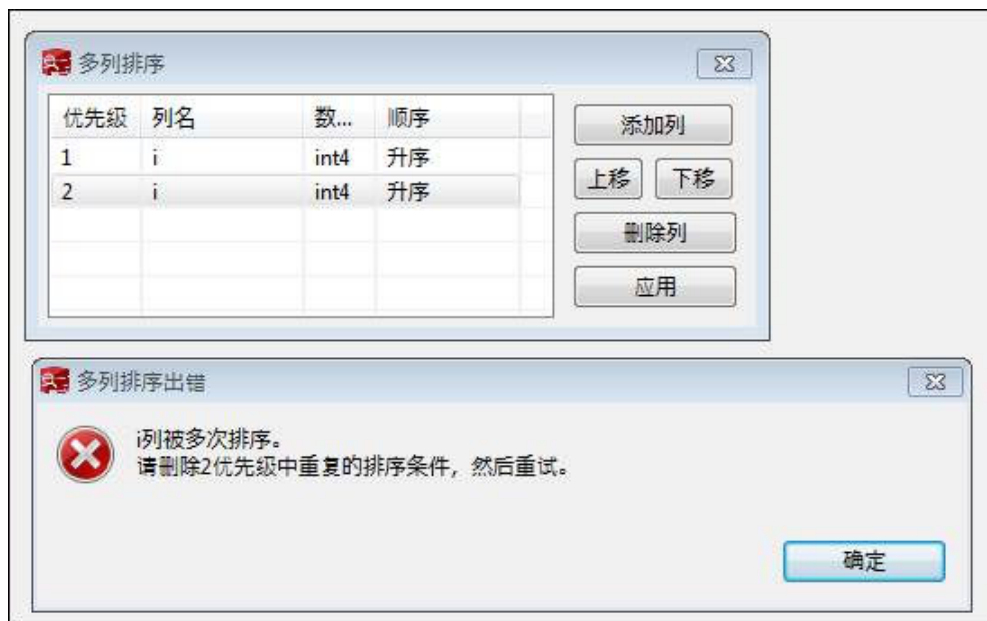 多列排序
优先级 列名 数... 顺序
1 i int4 升序
2 i int4 升序
添加列
上移 下移
删除列
应用
多列排序出错
i列被多次排序。
请删除2优先级中重复的排序条件，然后重试。
确定